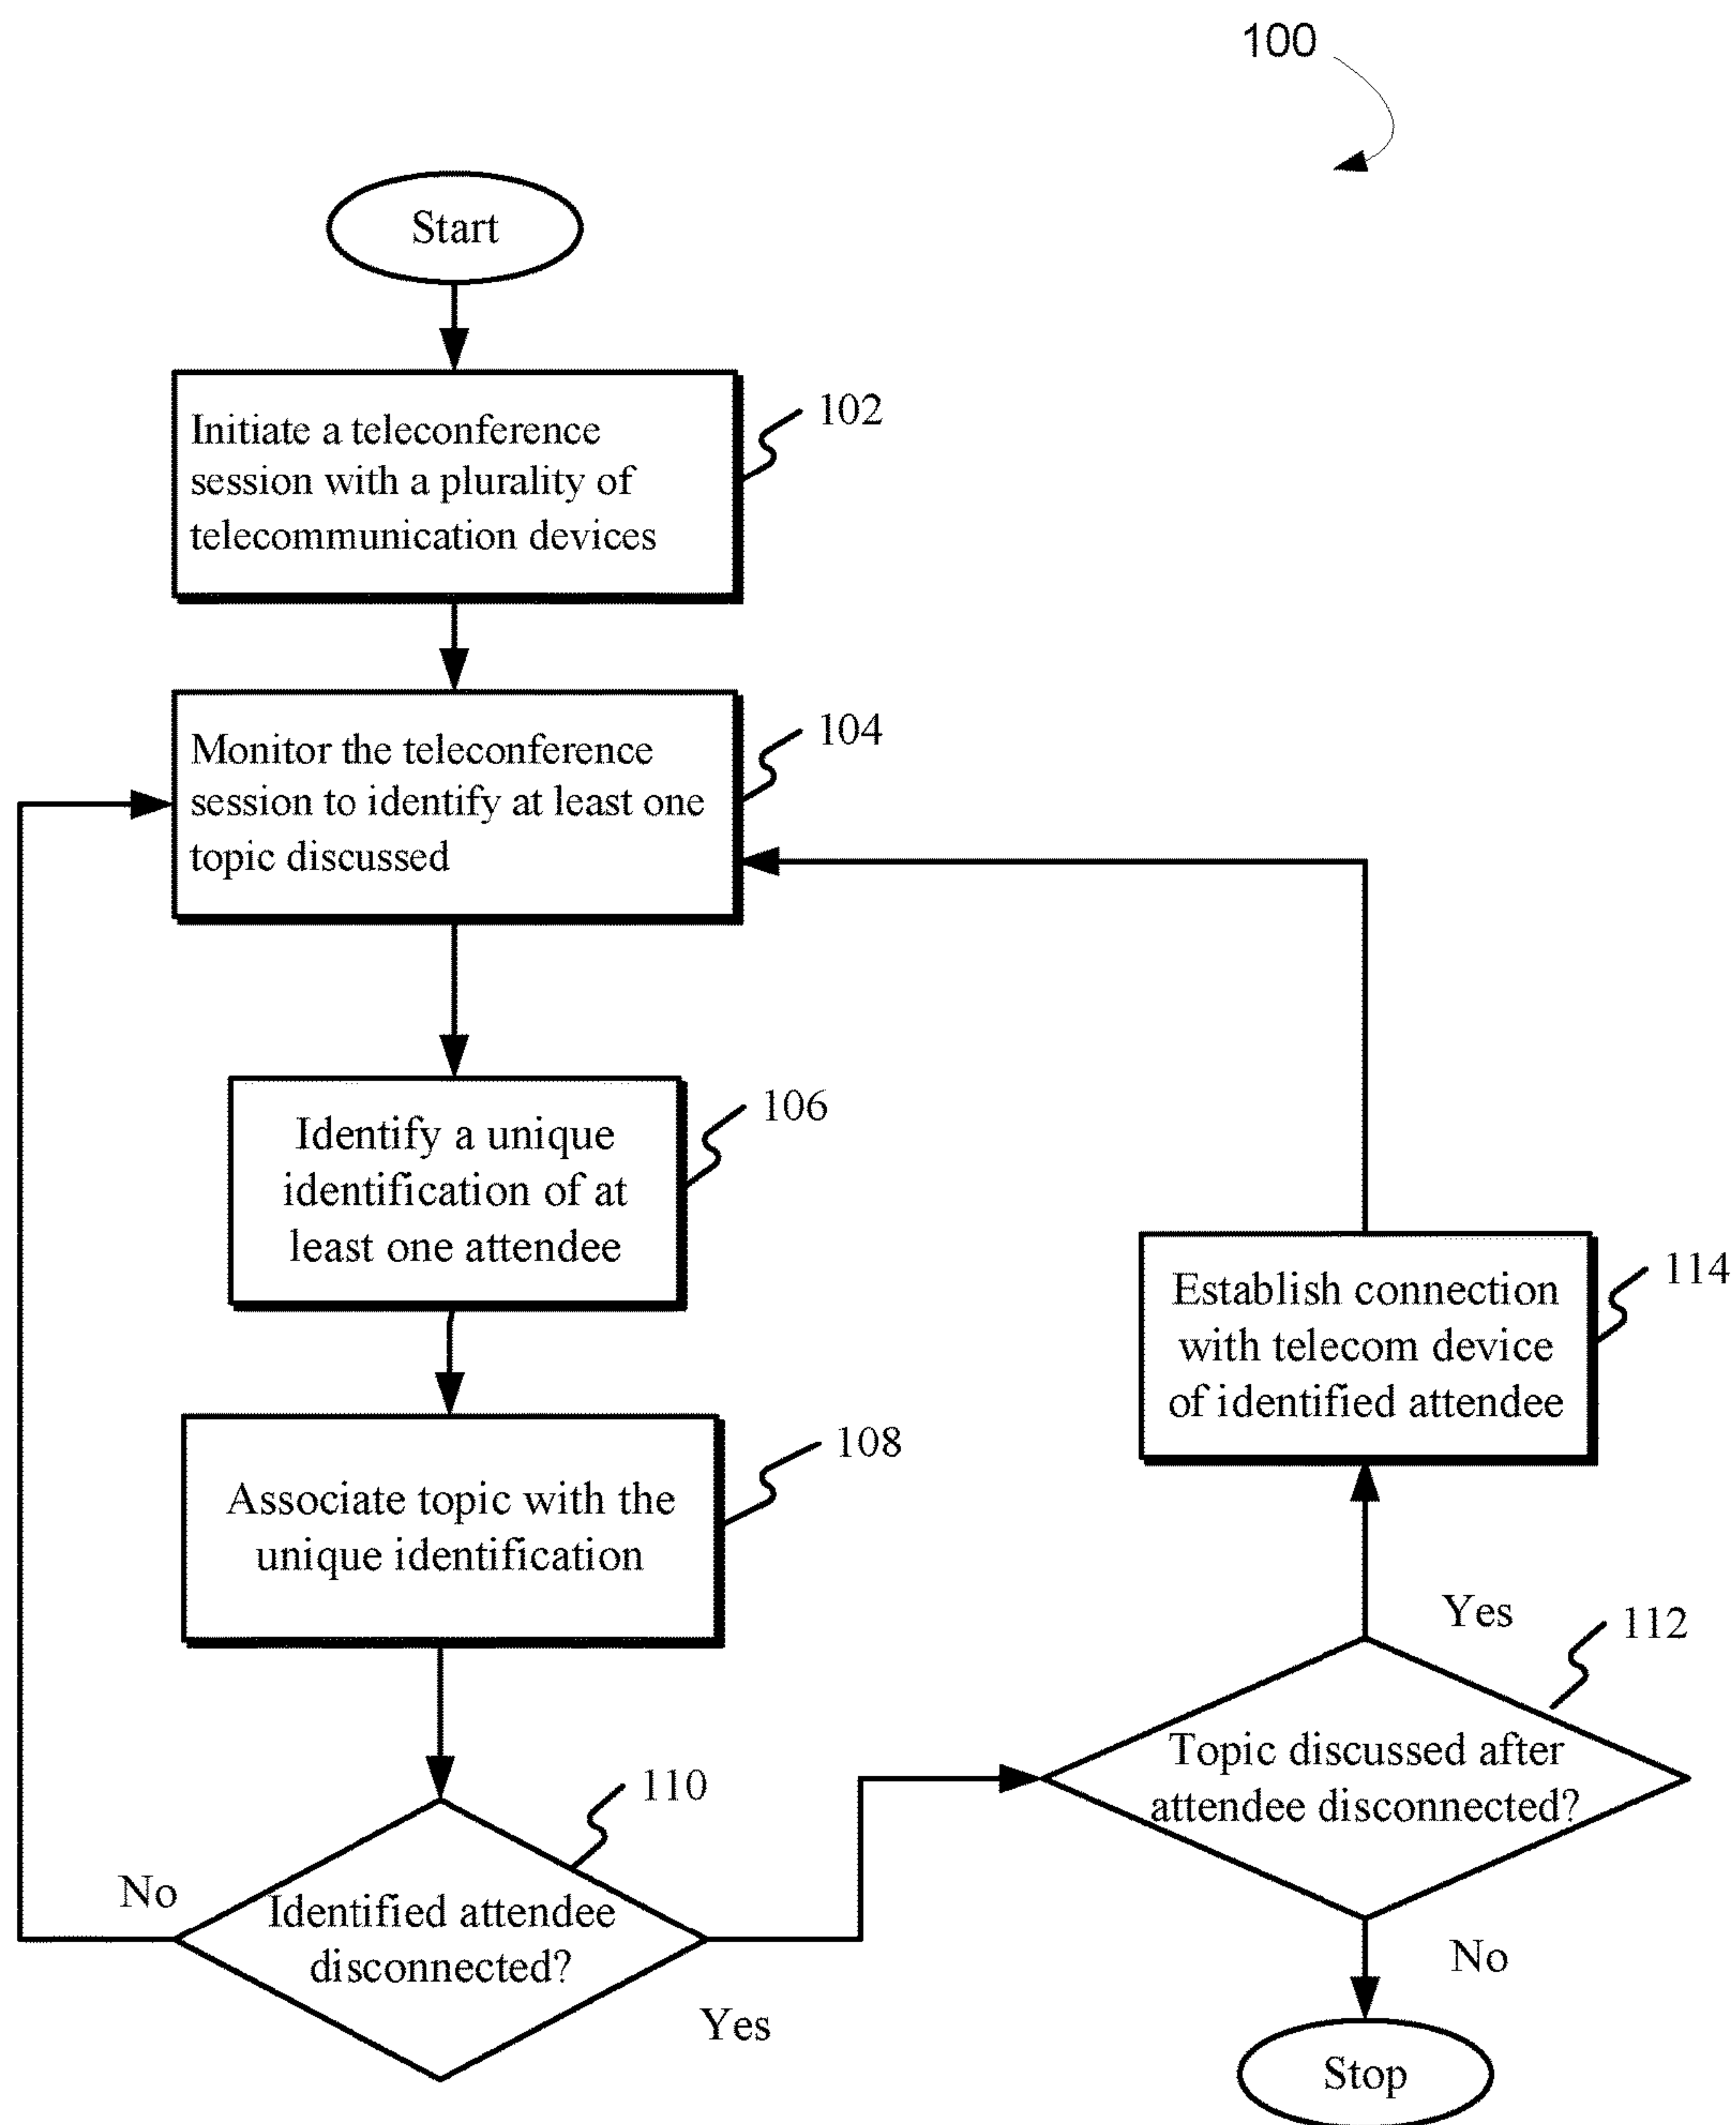 100
Start
Initiate a teleconference
session with a plurality of
telecommunication devices
102
Monitor the teleconference
session to identify at least one
topic discussed
104
Identify a unique
identification of at
least one attendee
106
Associate topic with the
unique identification
108
Identified attendee
disconnected?
110
No
Yes
Topic discussed after
attendee disconnected?
112
Yes
No
Establish connection
with telecom device
of identified attendee
114
Stop